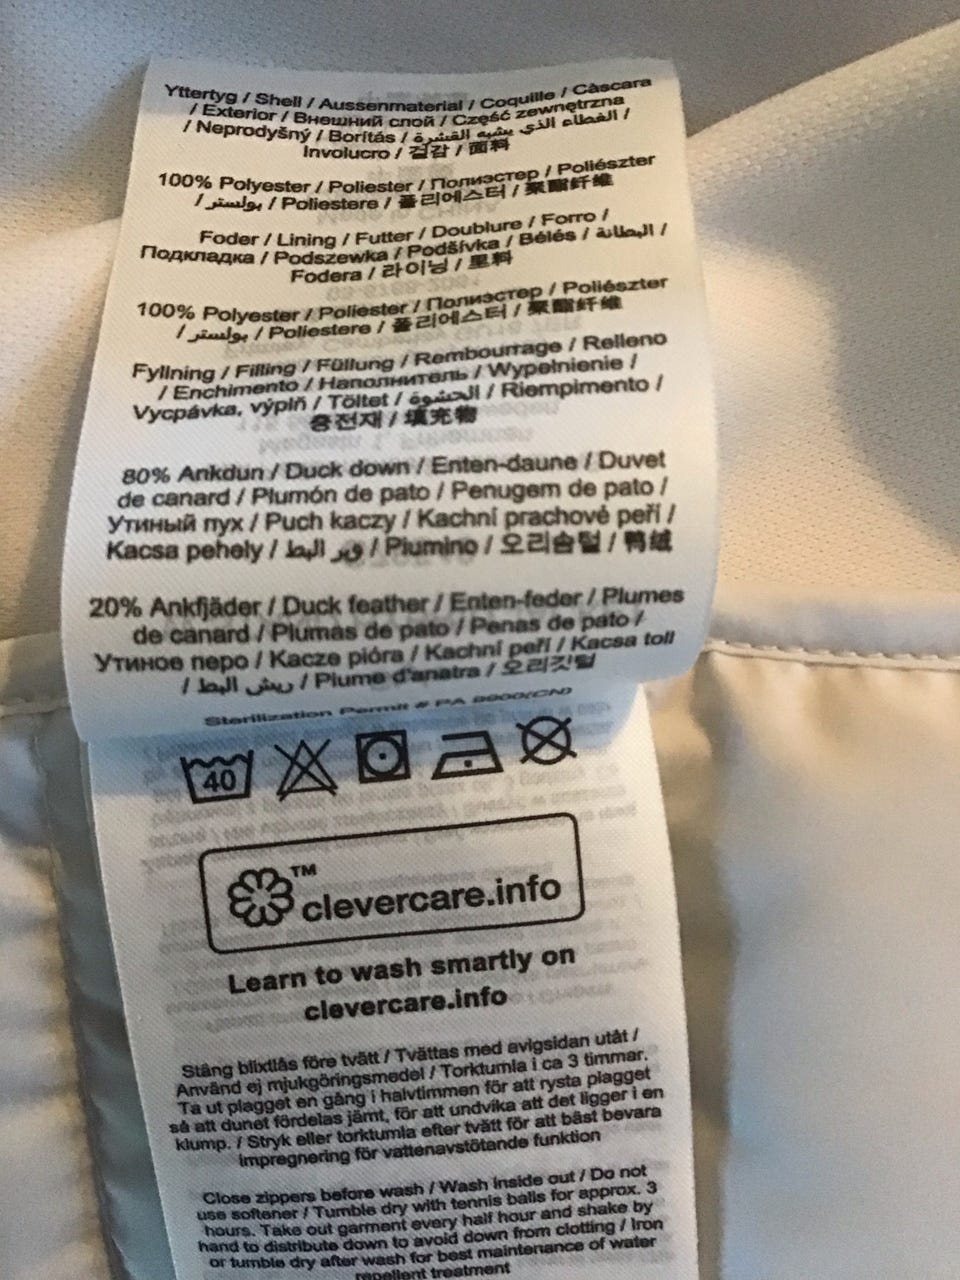 Yttertyg / Shell / Aussenmaterial / Coquille / Càscara
/ Exterior / Внешний слой / Część zewnętrzna
/ Neprodyšný / Borítás / الغطاء الذي يشبه القشرة /
Involucro / 겉감 / 面料
100% Polyester / Poliester / Полиэстер / Poliészter
/ بولستر / Poliestere / 폴리에스터 / 聚酯纤维
Foder / Lining / Futter / Doublure / Forro /
Подкладка / Podszewka / Podšívka / Bélés / البطانة /
Fodera / 라이닝 / 里料
100% Polyester / Poliester / Полиэстер / Poliészter
/ بولستر / Poliestere / 폴리에스터 / 聚酯纤维
Fyllning / Filling / Füllung / Rembourrage / Relleno
/ Enchimento / Наполнитель / Wypełnienie /
Vycpávka, výplň / Töltet / الحشوة / Riempimento /
충전재 / 填充物
80% Ankdun / Duck down / Enten-daune / Duvet
de canard / Plumón de pato / Penugem de pato /
Утиный пух / Puch kaczy / Kachní prachové peří /
Kacsa pehely / وبر البط / Piumino / 오리솜털 / 鸭绒
20% Ankfjäder / Duck feather / Enten-feder / Plumes
de canard / Plumas de pato / Penas de pato /
Утиное перо / Kacze pióra / Kachní peří / Kacsa toll
/ ريش البط / Piume d'anatra / 오리깃털
Sterilization Permit # PA
40
TM
clevercare.info
Learn to wash smartly on
clevercare.info
Stäng blixtlås före tvätt / Tvättas med avigsidan utåt /
Använd ej mjukgöringsmedel / Torktumla i ca 3 timmar.
Ta ut plagget en gång i halvtimmen för att rysta plagget
så att dunet fördelas jämt, för att undvika att det ligger i en
klump. / Stryk eller torktumla efter tvätt för att bäst bevara
impregnering för vattenavstötande funktion
Close zippers before wash / Wash inside out / Do not
use softener / Tumble dry with tennis balls for approx. 3
hours. Take out garment every half hour and shake by
hand to distribute down to avoid down from clotting / Iron
or tumble dry after wash for best maintenance of water
repellent treatment